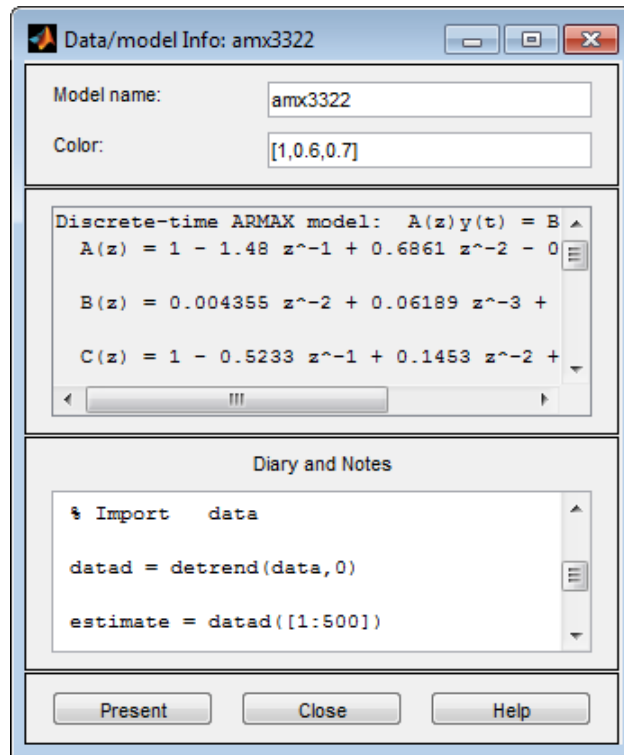 Data/model Info: amx3322
Model name: amx3322
Color: [1,0.6,0.7]
Discrete-time ARMAX model:  A(z)y(t) = B
A(z) = 1 - 1.48 z^-1 + 0.6861 z^-2 - 0
B(z) = 0.004355 z^-2 + 0.06189 z^-3 +
C(z) = 1 - 0.5233 z^-1 + 0.1453 z^-2 +
Diary and Notes
% Import   data
datad = detrend(data,0)
estimate = datad([1:500])
Present Close Help